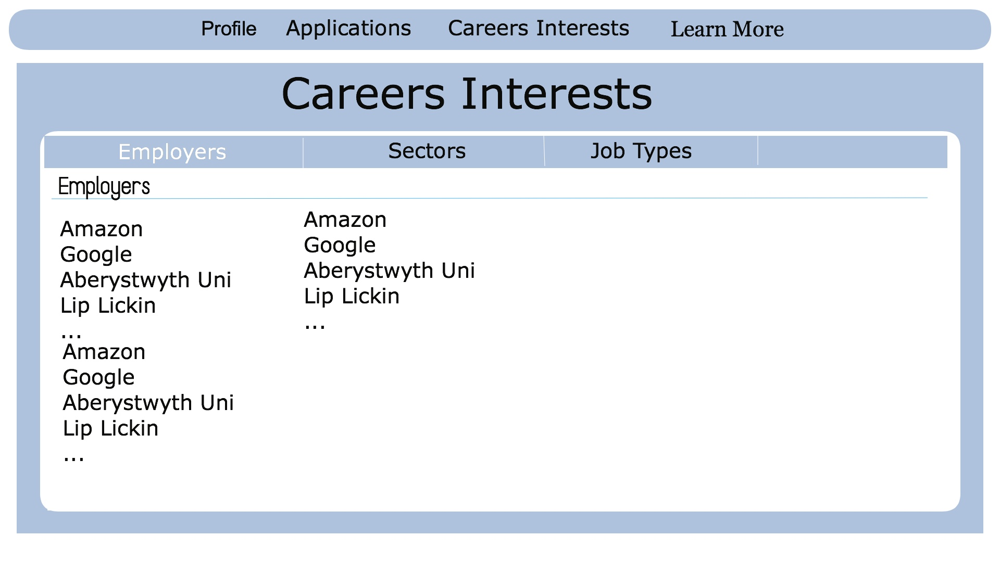 Profile
Applications
Careers Interests
Learn More
Careers Interests
Employers
Sectors
Job Types
Employers
Amazon
Google
Aberystwyth Uni
Lip Lickin
...
Amazon
Google
Aberystwyth Uni
Lip Lickin
...
Amazon
Google
Aberystwyth Uni
Lip Lickin
...